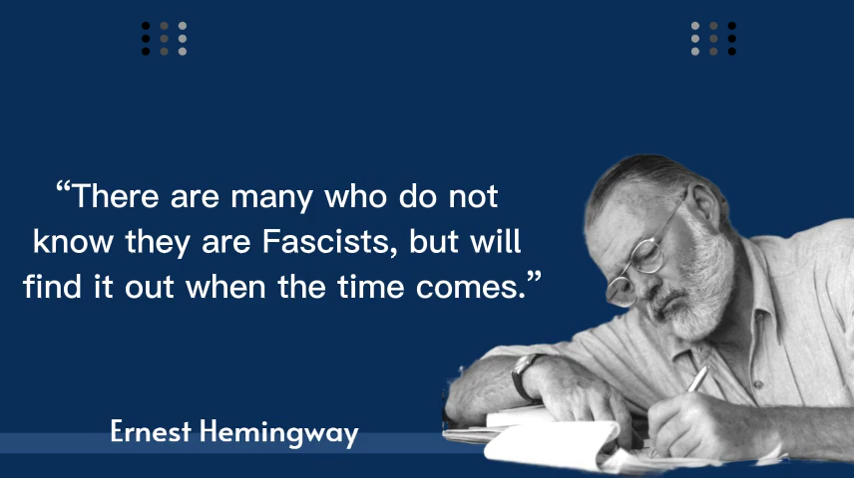 “There are many who do not
know they are Fascists, but will
find it out when the time comes.”
Ernest Hemingway